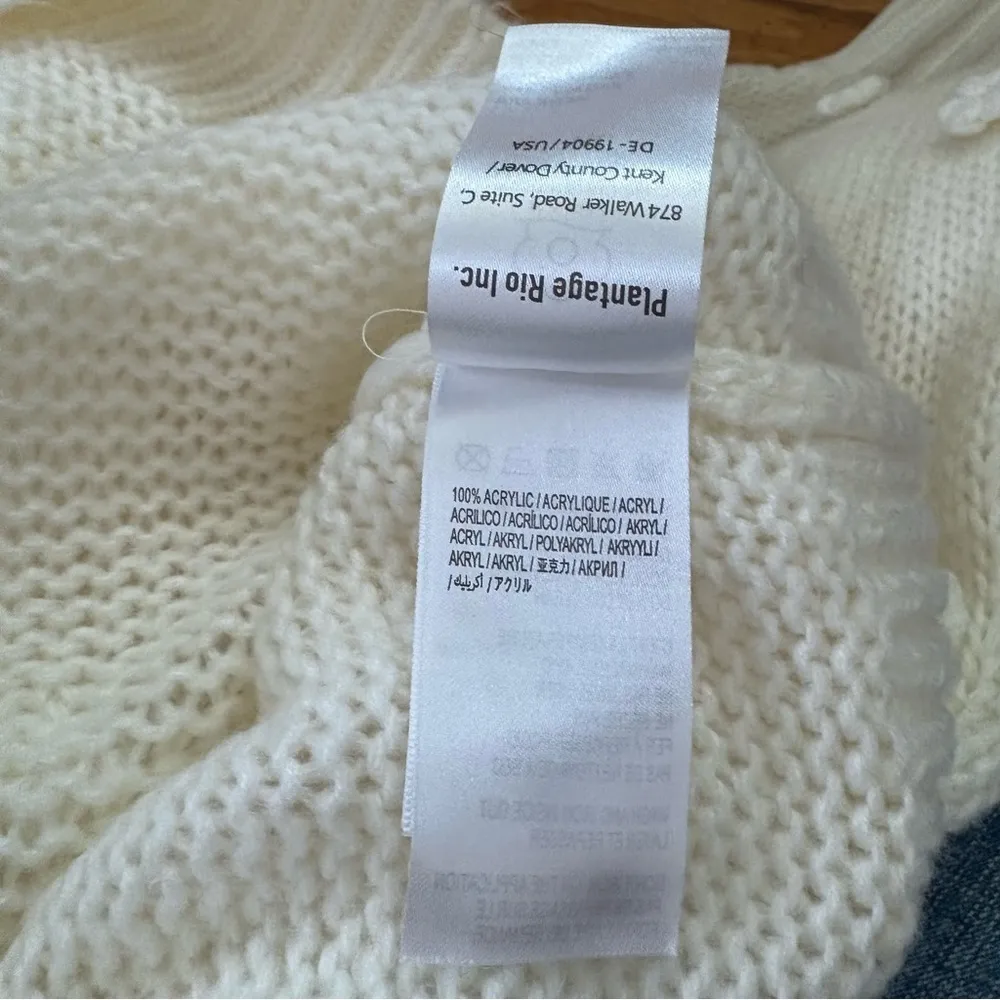 Plantage Rio Inc.
874 Walker Road, Suite C,
Kent County Dover/
DE - 19904 / USA
100% ACRYLIC / ACRYLIQUE / ACRYL /
ACRILICO / ACRÍLICO / ACRÍLICO / AKRYL /
ACRYL / AKRYL / POLYAKRYL / AKRYYLI /
AKRYL / AKRYL / 亚克力 / АКРИЛ /
/ أكريليك / アクリル